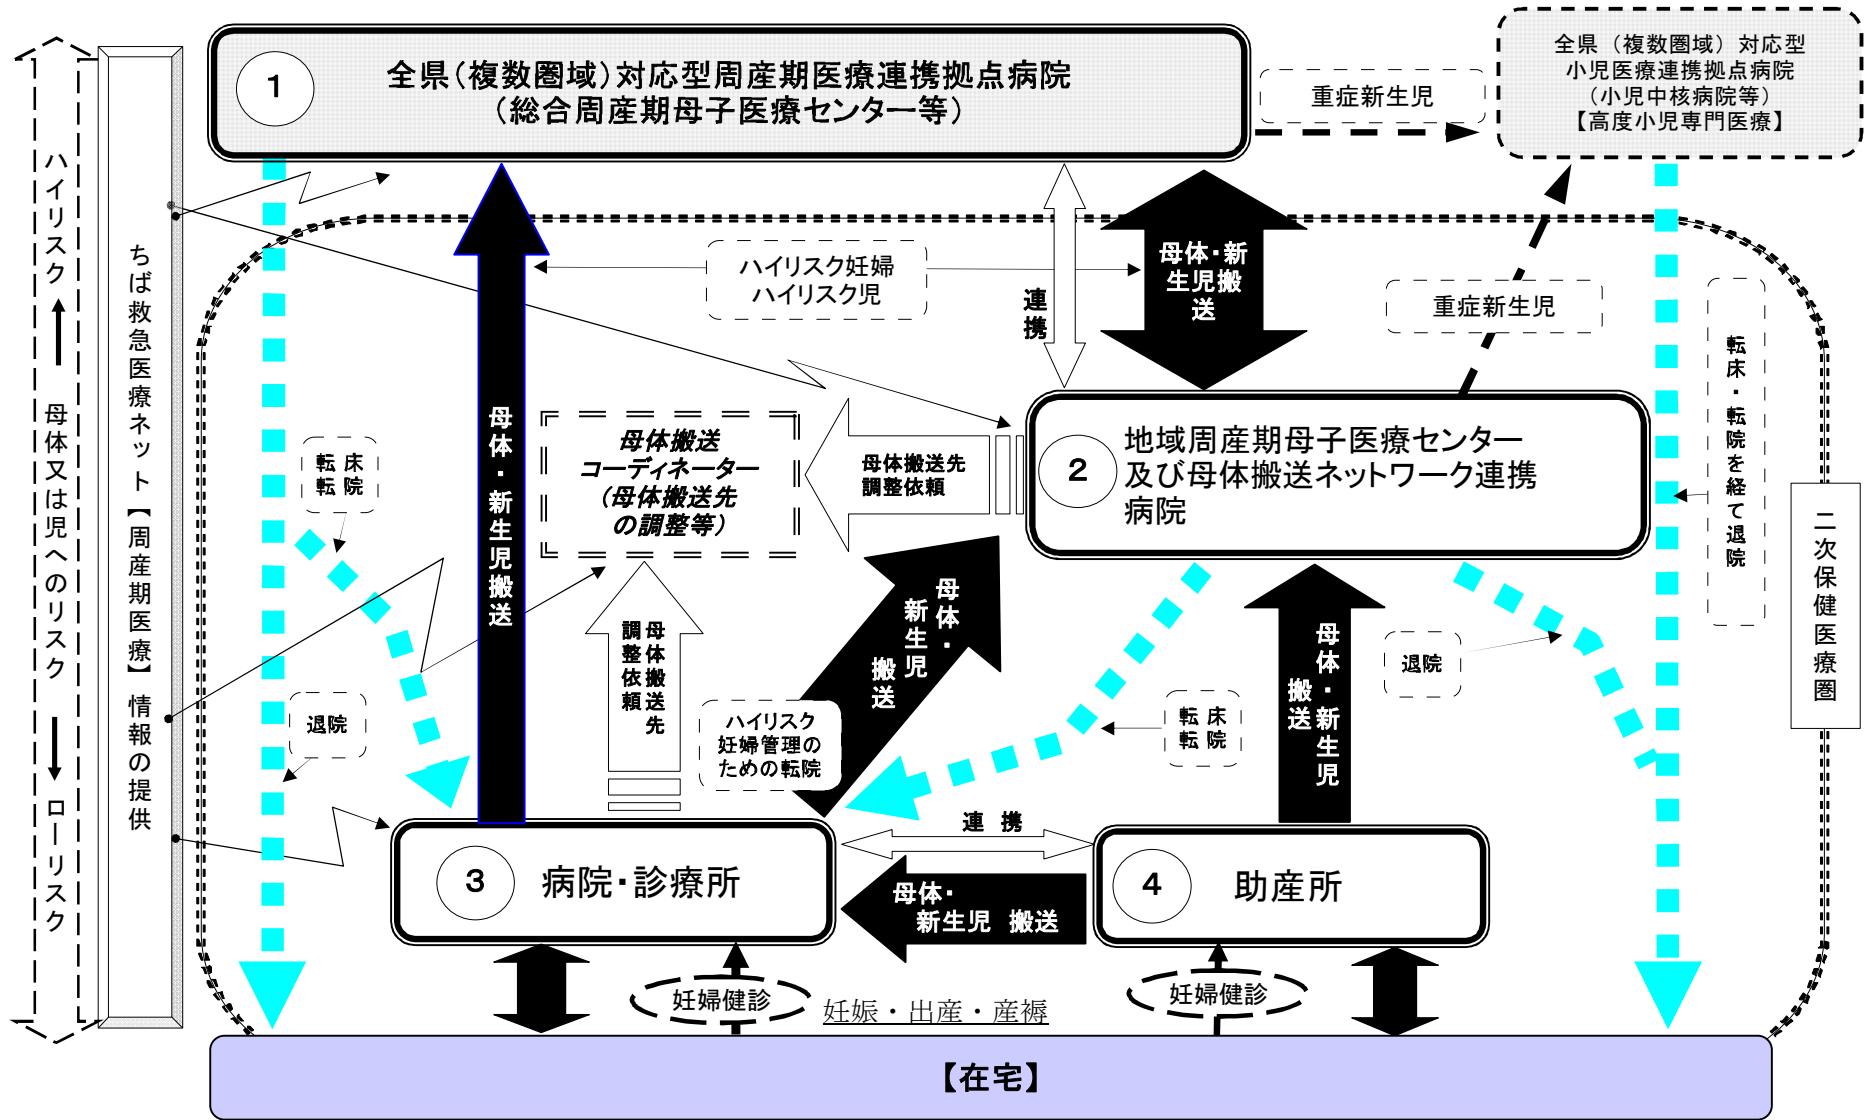 1
全県(複数圏域)対応型周産期医療連携拠点病院
(総合周産期母子医療センター等)
重症新生児
全県（複数圏域）対応型
小児医療連携拠点病院
（小児中核病院等）
【高度小児専門医療】
ハイリスク
母体又は児へのリスク
ローリスク
ちば救急医療ネット【周産期医療】情報の提供
ハイリスク妊婦
ハイリスク児
母体・新
生児搬
送
連携
重症新生児
転床・転院を経て退院
二次保健医療圏
母体・新生児搬送
転床
転院
母体搬送
コーディネーター
(母体搬送先
の調整等)
母体搬送先
調整依頼
2
地域周産期母子医療センター
及び母体搬送ネットワーク連携
病院
母体・
新生児
搬送
母体搬送先
調整依頼
母体・新生児
搬送
退院
退院
ハイリスク
妊婦管理の
ための転院
転床
転院
連携
3
病院・診療所
母体・
新生児 搬送
4
助産所
妊婦健診
妊娠・出産・産褥
妊婦健診
【在宅】